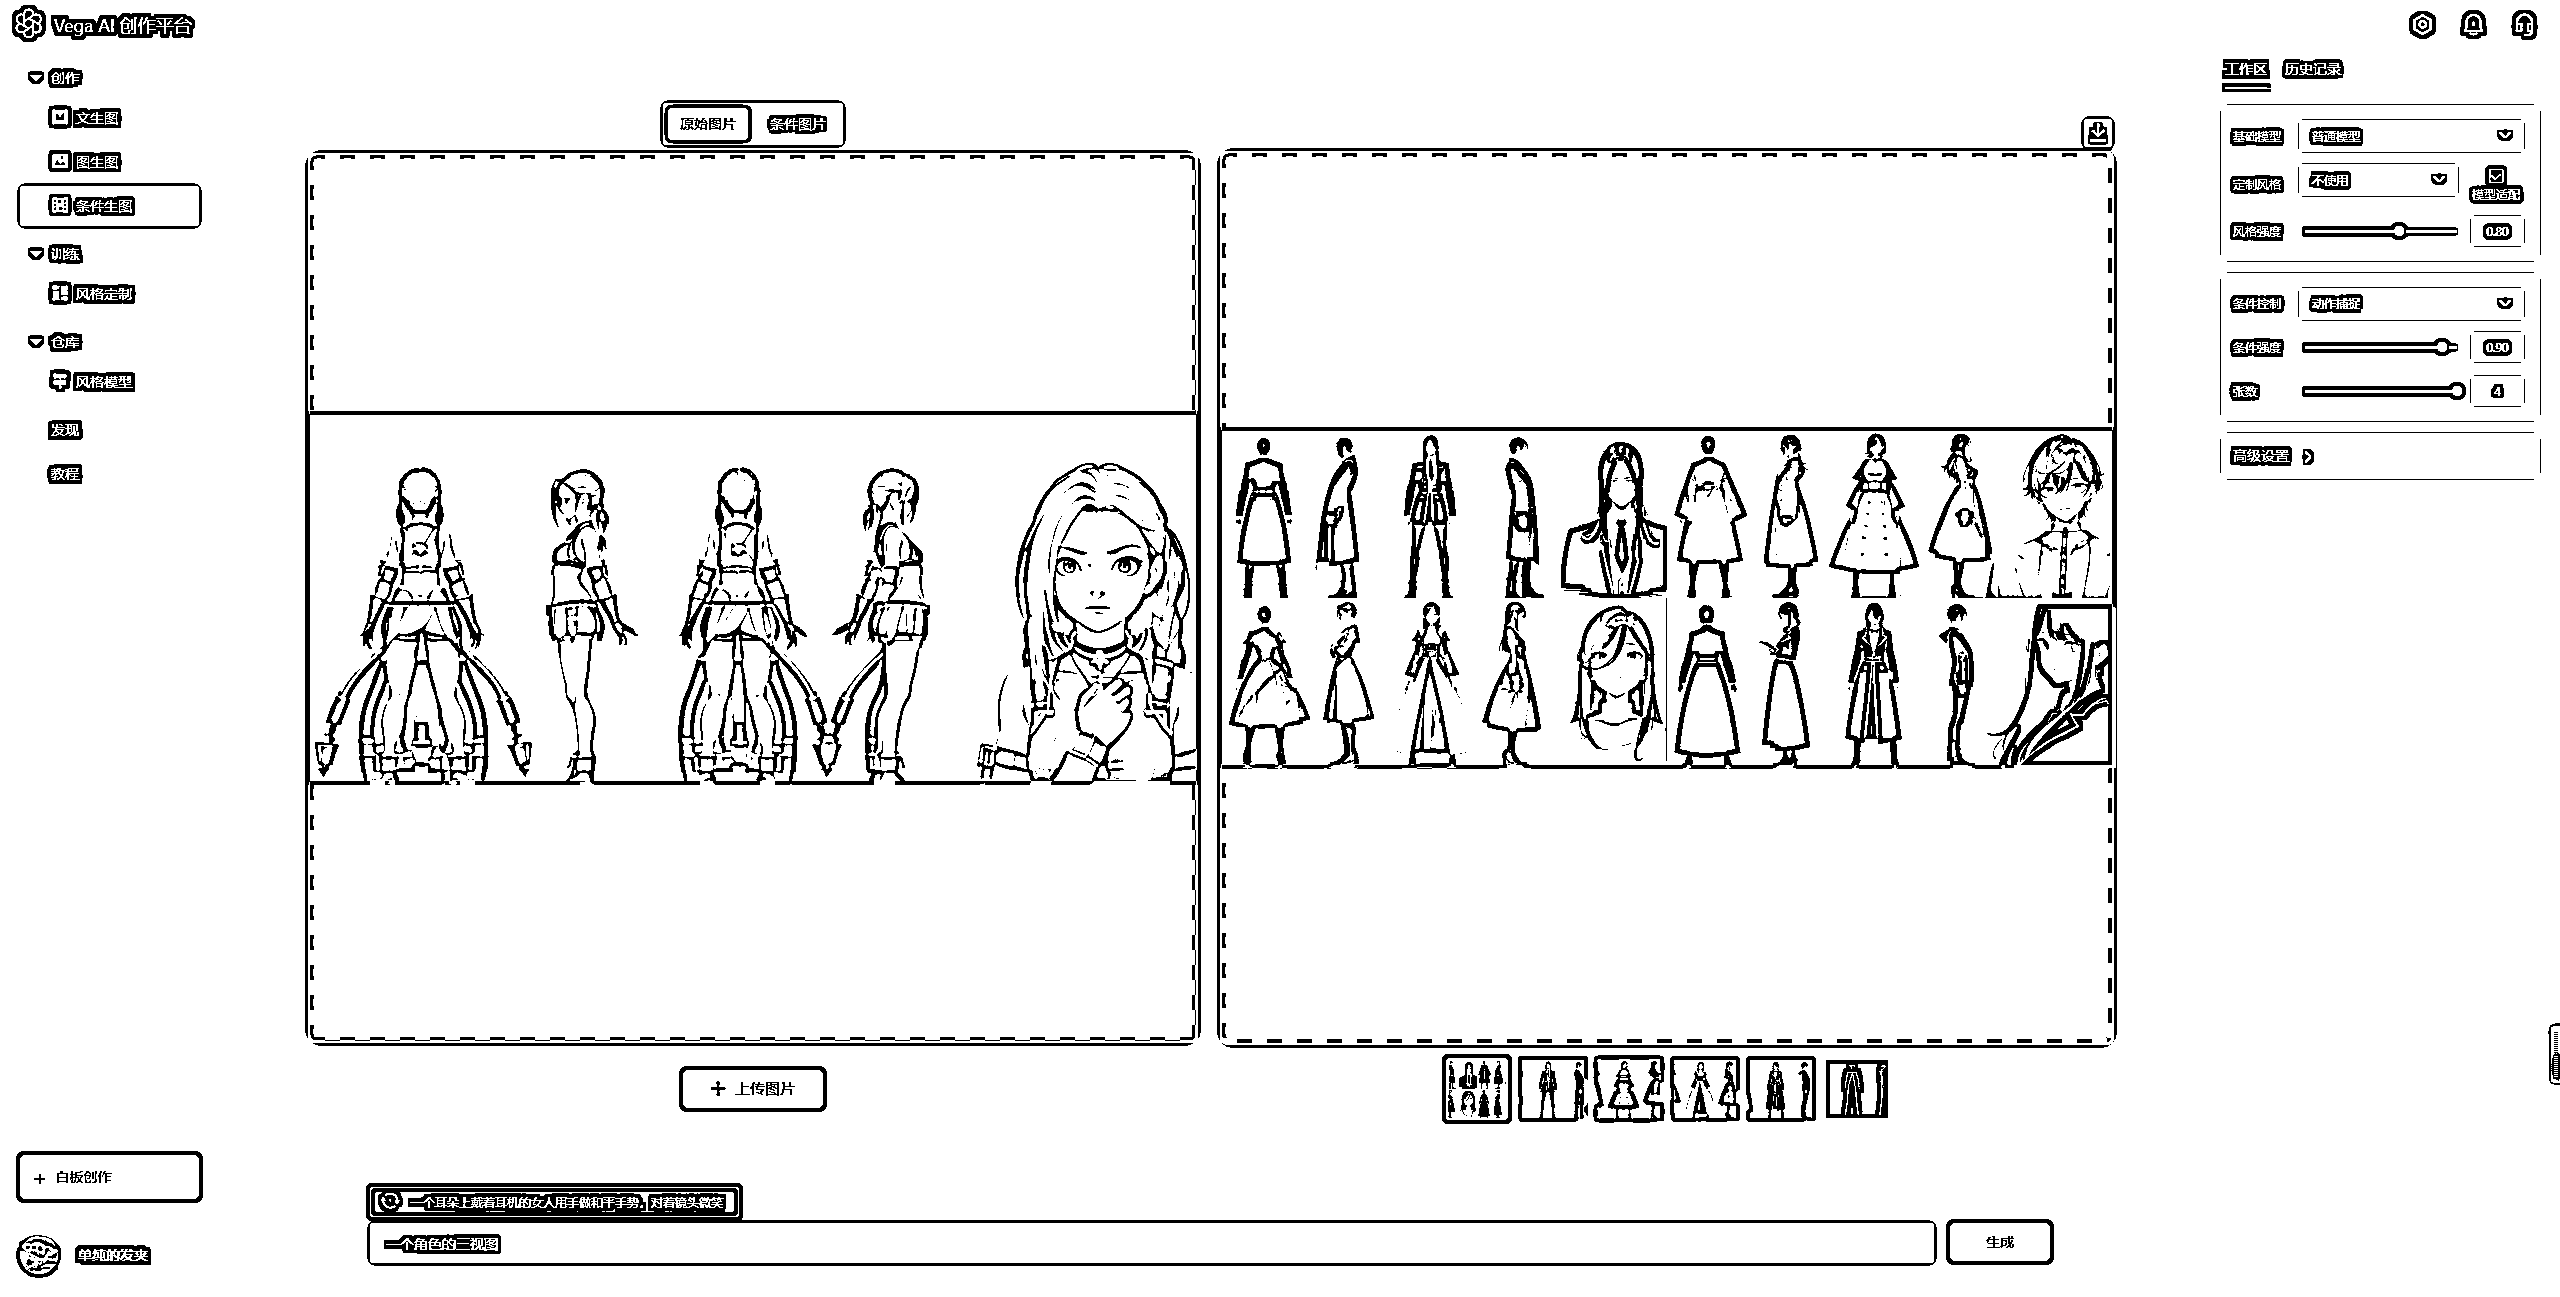 Vega AI 创作平台
创作
文生图
图生图
条件生图
训练
风格定制
仓库
风格模型
发现
教程
+ 白板创作
单纯的发夹
原始图片
条件图片
+ 上传图片
一个耳朵上戴着耳机的女人用手做和平手势，对着镜头微笑
一个角色的三视图
生成
工作区
历史记录
基础模型
普通模型
定制风格
不使用
模型适配
风格强度
0.80
条件控制
动作捕捉
条件强度
0.90
张数
4
高级设置